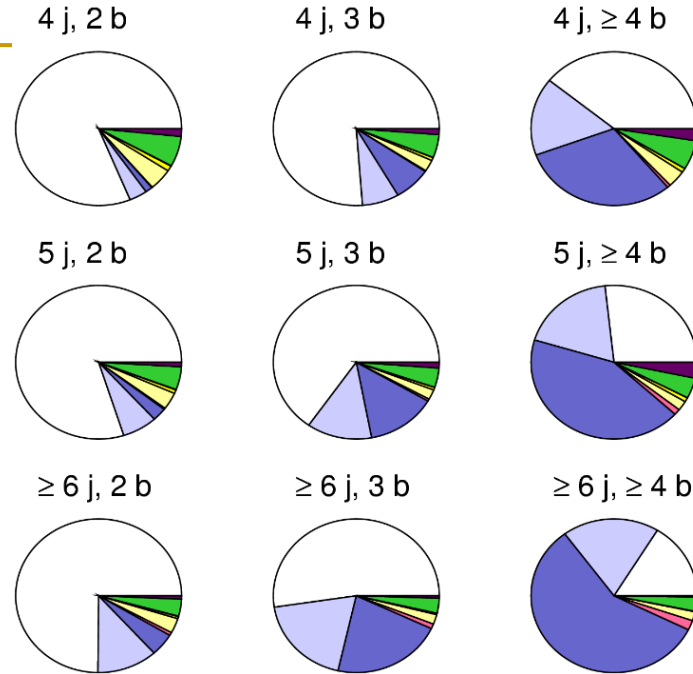 4 j, 2 b
4 j, 3 b
4 j, ≥ 4 b
5 j, 2 b
5 j, 3 b
5 j, ≥ 4 b
≥ 6 j, 2 b
≥ 6 j, 3 b
≥ 6 j, ≥ 4 b